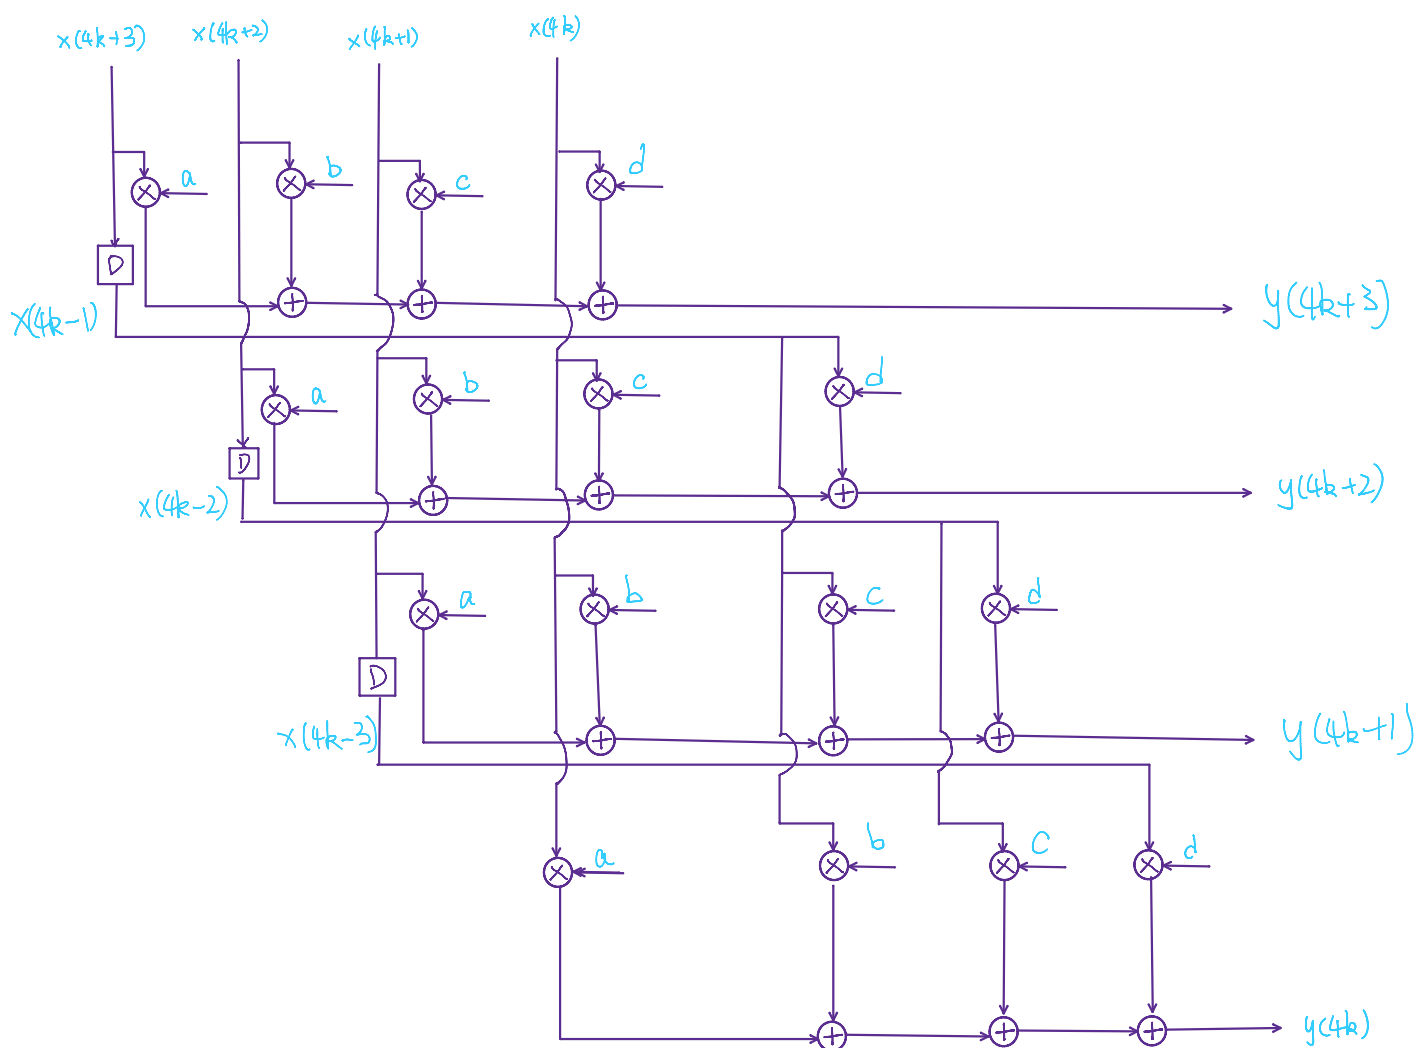 x(4k+3) x(4k+2) x(4k+1) x(4k)
a b c d
D
y(4k+3)
x(4k-1)
a b c d
D
x(4k-2)
y(4k+2)
a b c d
D
x(4k-3)
y(4k+1)
a b c d
y(4k)